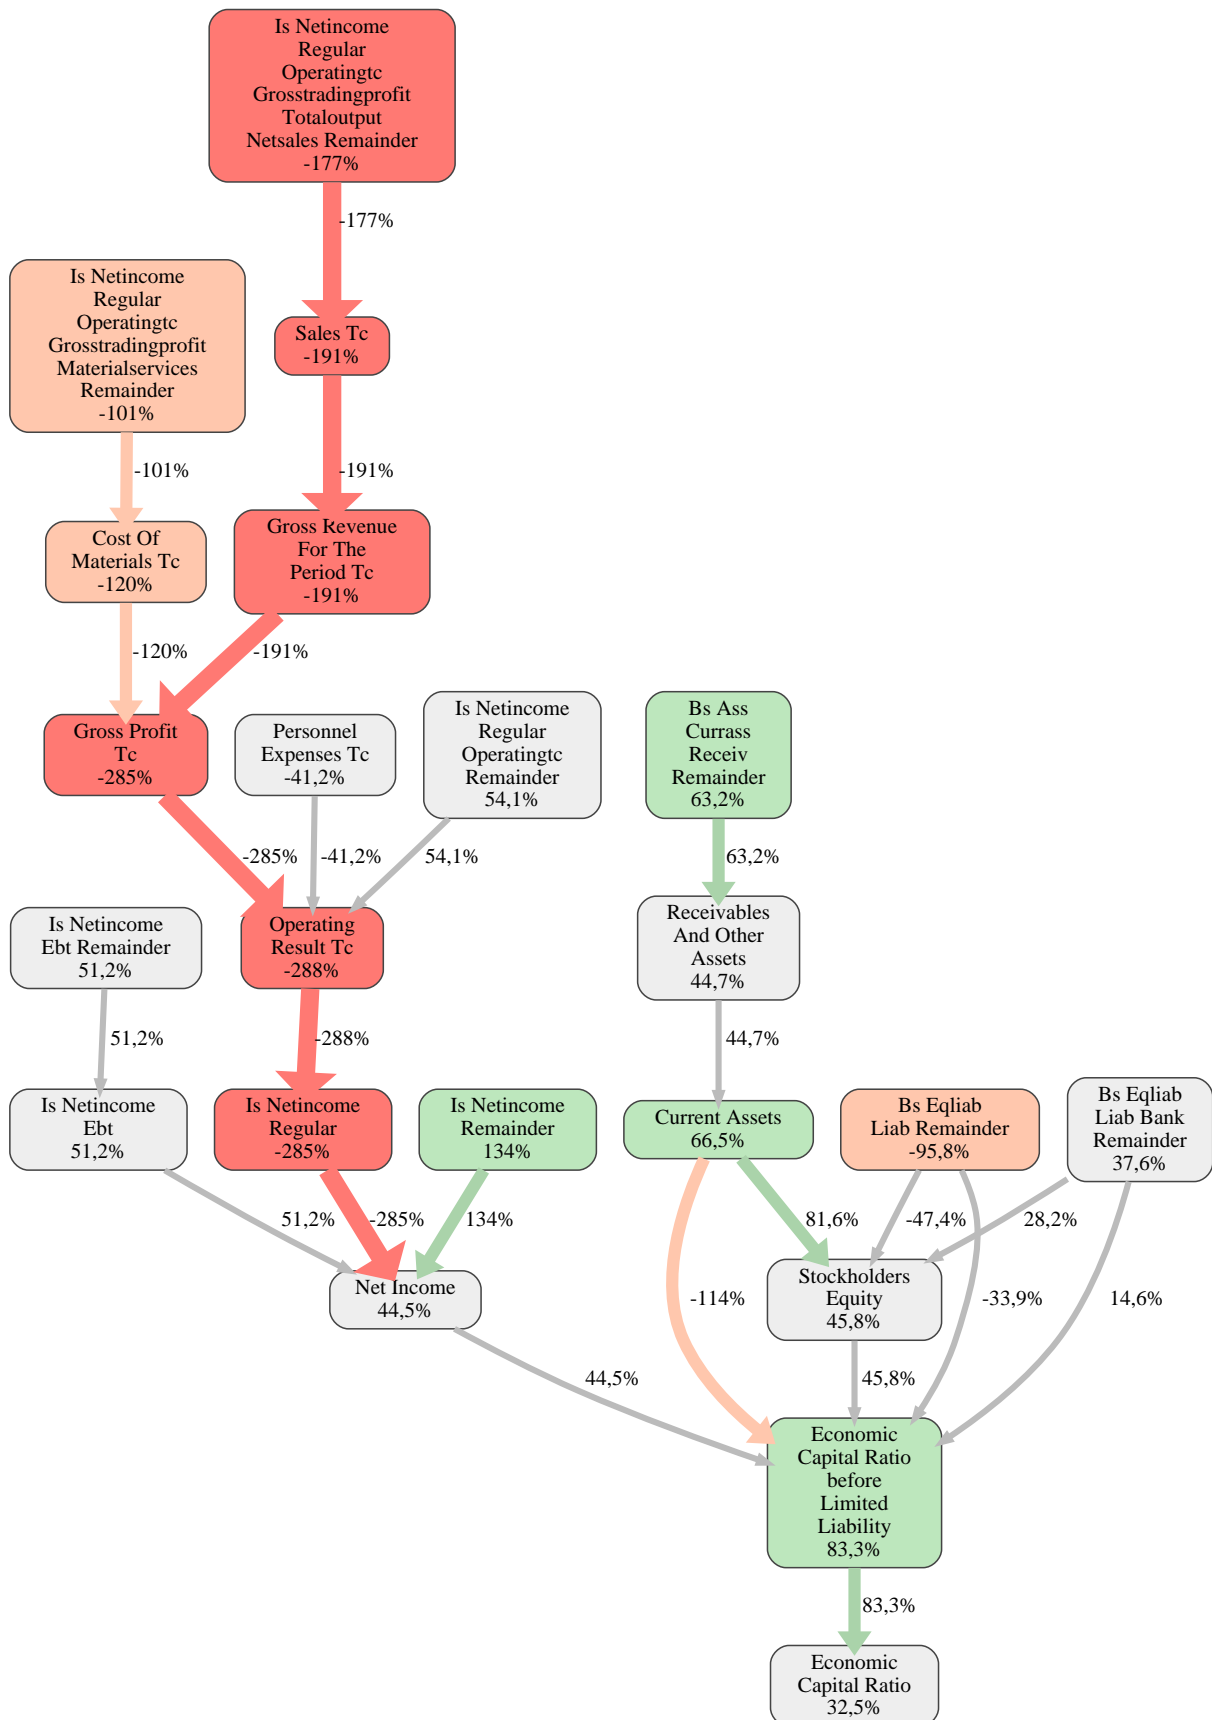 Is Netincome
Regular
Operatingtc
Grosstradingprofit
Totaloutput
Netsales Remainder
-177%
-177%
Is Netincome
Regular
Operatingtc
Grosstradingprofit
Materialservices
Remainder
-101%
Sales Tc
-191%
-101%
-191%
Cost Of
Materials Tc
-120%
Gross Revenue
For The
Period Tc
-191%
-120%
-191%
Gross Profit
Tc
-285%
Personnel
Expenses Tc
-41,2%
Is Netincome
Regular
Operatingtc
Remainder
54,1%
Bs Ass
Currass
Receiv
Remainder
63,2%
-285%
-41,2%
54,1%
63,2%
Is Netincome
Ebt Remainder
51,2%
Operating
Result Tc
-288%
Receivables
And Other
Assets
44,7%
51,2%
-288%
44,7%
Is Netincome
Ebt
51,2%
Is Netincome
Regular
-285%
Is Netincome
Remainder
134%
Current Assets
66,5%
Bs Eqliab
Liab Remainder
-95,8%
Bs Eqliab
Liab Bank
Remainder
37,6%
51,2%
-285%
134%
81,6%
-47,4%
28,2%
Net Income
44,5%
-114%
Stockholders
Equity
45,8%
-33,9%
14,6%
44,5%
45,8%
Economic
Capital Ratio
before
Limited
Liability
83,3%
83,3%
Economic
Capital Ratio
32,5%